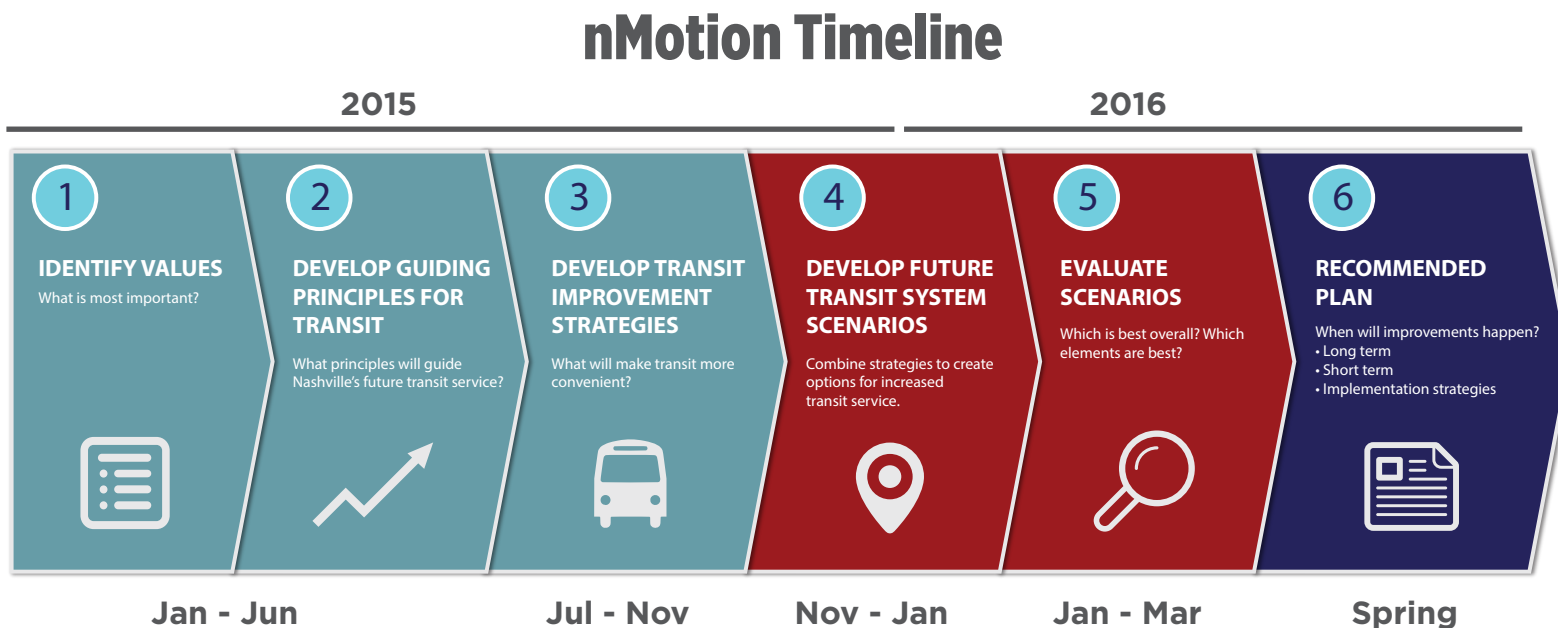 nMotion Timeline
2015
2016
1
IDENTIFY VALUES
What is most important?
2
DEVELOP GUIDING
PRINCIPLES FOR
TRANSIT
What principles will guide
Nashville's future transit service?
3
DEVELOP TRANSIT
IMPROVEMENT
STRATEGIES
What will make transit more
convenient?
4
DEVELOP FUTURE
TRANSIT SYSTEM
SCENARIOS
Combine strategies to create
options for increased
transit service.
5
EVALUATE
SCENARIOS
Which is best overall? Which
elements are best?
6
RECOMMENDED
PLAN
When will improvements happen?
• Long term
• Short term
• Implementation strategies
Jan - Jun
Jul - Nov
Nov - Jan
Jan - Mar
Spring